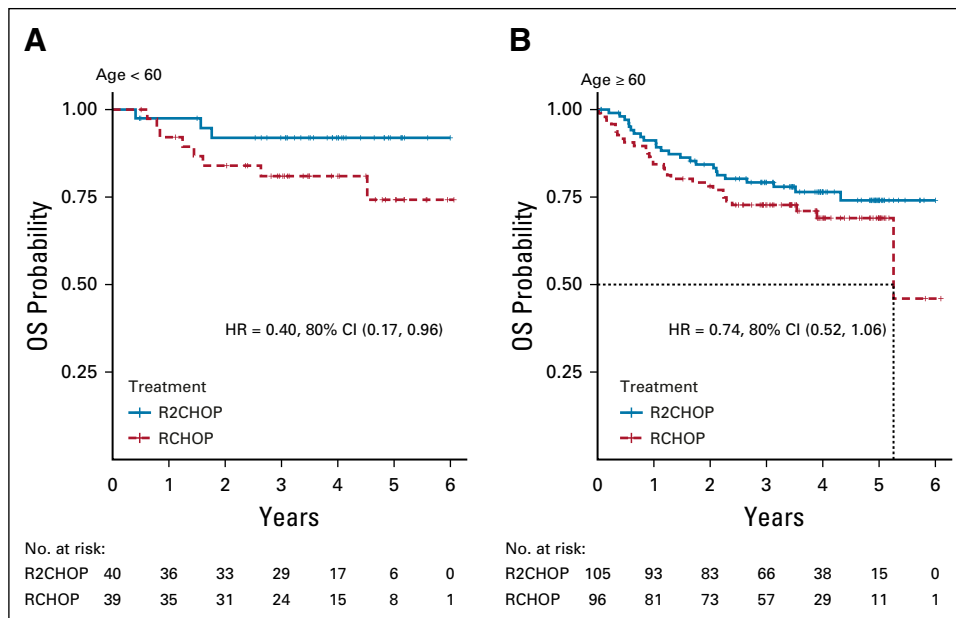 A
Age < 60
1.00
0.75
0.50
0.25
OS Probability
HR = 0.40, 80% CI (0.17, 0.96)
Treatment
R2CHOP
RCHOP
0 1 2 3 4 5 6
Years
No. at risk:
R2CHOP 40 36 33 29 17 6 0
RCHOP 39 35 31 24 15 8 1
B
Age ≥ 60
1.00
0.75
0.50
0.25
OS Probability
HR = 0.74, 80% CI (0.52, 1.06)
Treatment
R2CHOP
RCHOP
0 1 2 3 4 5 6
Years
No. at risk:
R2CHOP 105 93 83 66 38 15 0
RCHOP 96 81 73 57 29 11 1